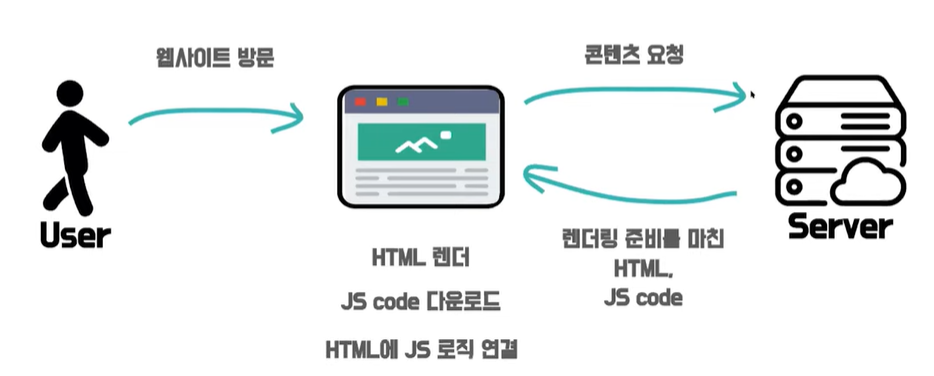 웹사이트 방문
콘텐츠 요청
User
Server
HTML 렌더
JS code 다운로드
HTML에 JS 로직 연결
렌더링 준비를 마친
HTML,
JS code